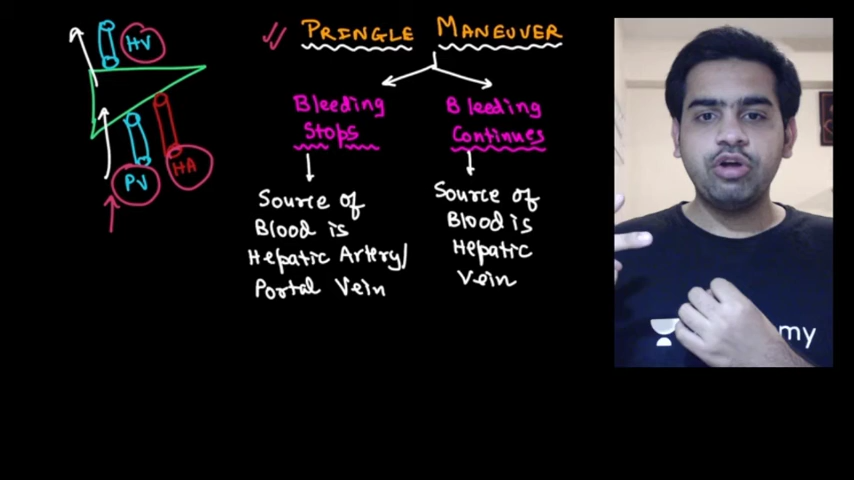 PRINGLE MANEUVER
HV
PV
HA
Bleeding
Stops
Source of
Blood is
Hepatic Artery/
Portal Vein
Bleeding
Continues
Source of
Blood is
Hepatic
Vein
my